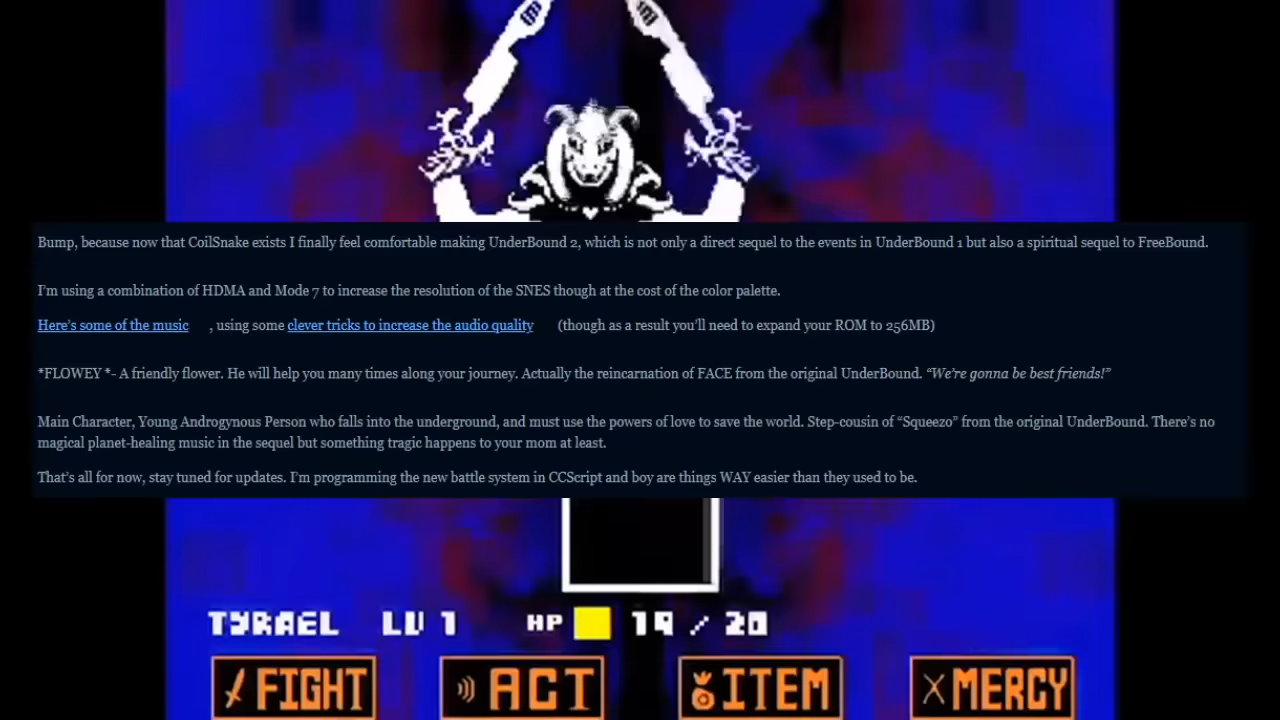 Bump, because now that CoilSnake exists I finally feel comfortable making UnderBound 2, which is not only a direct sequel to the events in UnderBound 1 but also a spiritual sequel to FreeBound.
I'm using a combination of HDMA and Mode 7 to increase the resolution of the SNES though at the cost of the color palette.
Here's some of the music , using some clever tricks to increase the audio quality (though as a result you'll need to expand your ROM to 256MB)
*FLOWEY *- A friendly flower. He will help you many times along your journey. Actually the reincarnation of FACE from the original UnderBound. “We're gonna be best friends!”
Main Character, Young Androgynous Person who falls into the underground, and must use the powers of love to save the world. Step-cousin of “Squeezo” from the original UnderBound. There's no
magical planet-healing music in the sequel but something tragic happens to your mom at least.
That's all for now, stay tuned for updates. I'm programming the new battle system in CCScript and boy are things WAY easier than they used to be.
TYRAEL LV 1 HP 19 / 20
FIGHT ACT ITEM MERCY